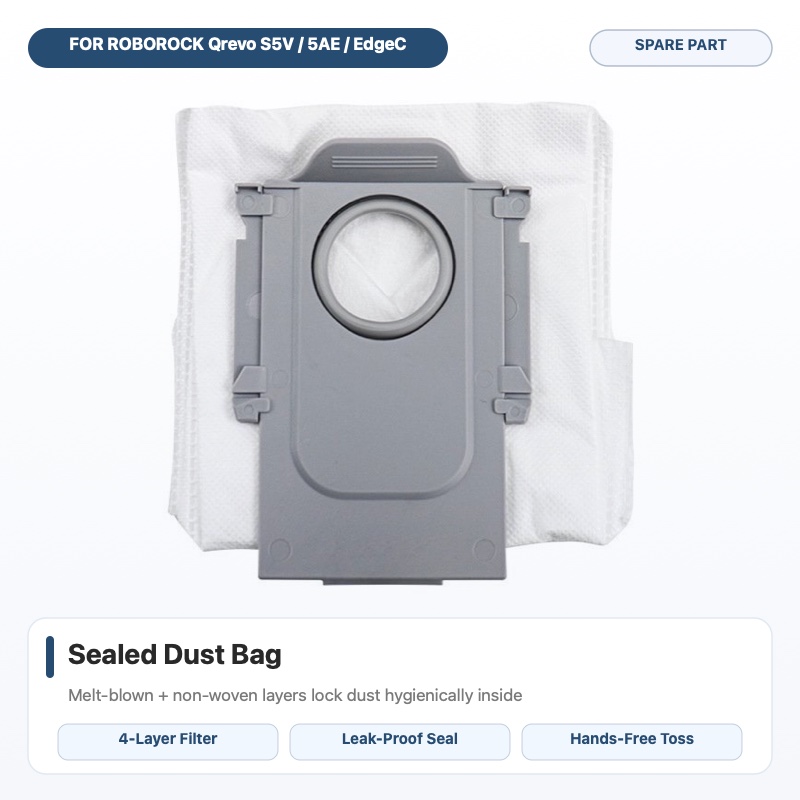 FOR ROBOROCK Qrevo S5V / 5AE / EdgeC
SPARE PART
Sealed Dust Bag
Melt-blown + non-woven layers lock dust hygienically inside
4-Layer Filter
Leak-Proof Seal
Hands-Free Toss